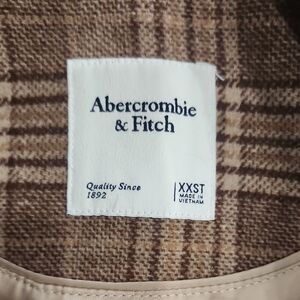 Abercrombie
& Fitch
Quality Since
1892
XXST
MADE IN
VIETNAM